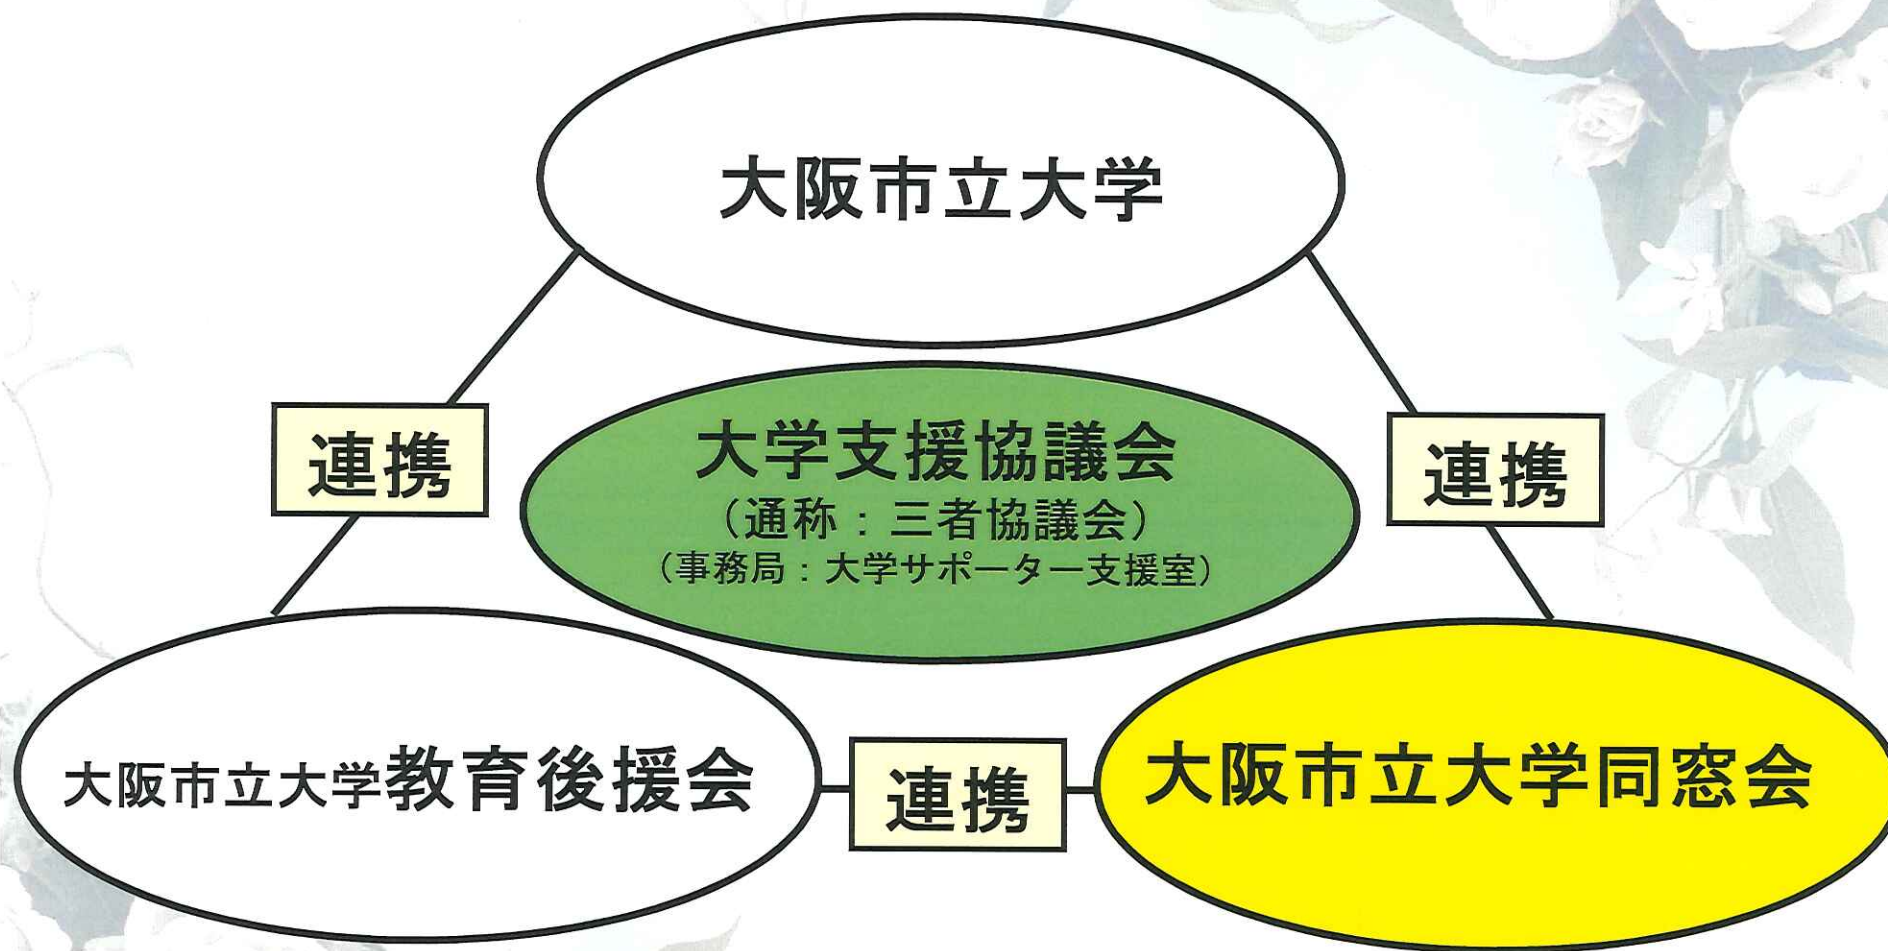 大阪市立大学
大学支援協議会
（通称：三者協議会）
（事務局：大学サポーター支援室）
連携
連携
大阪市立大学教育後援会
連携
大阪市立大学同窓会